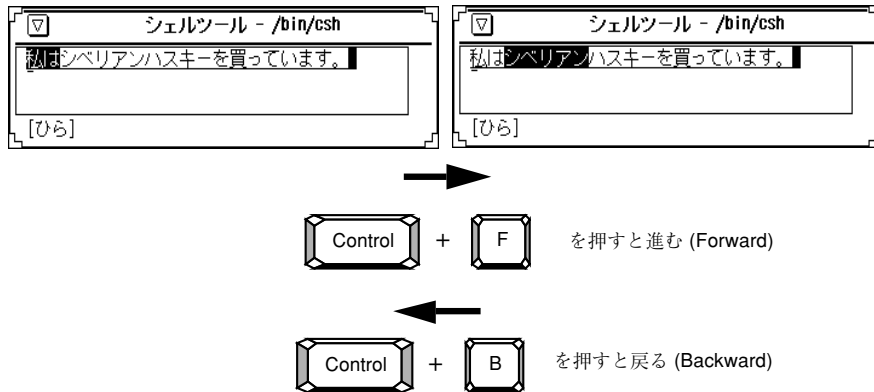 シェルツール - /bin/csh
私はシベリアンハスキーを買っています。
[ひら]
シェルツール - /bin/csh
私はシベリアンハスキーを買っています。
[ひら]
Control + F を押すと進む (Forward)
Control + B を押すと戻る (Backward)